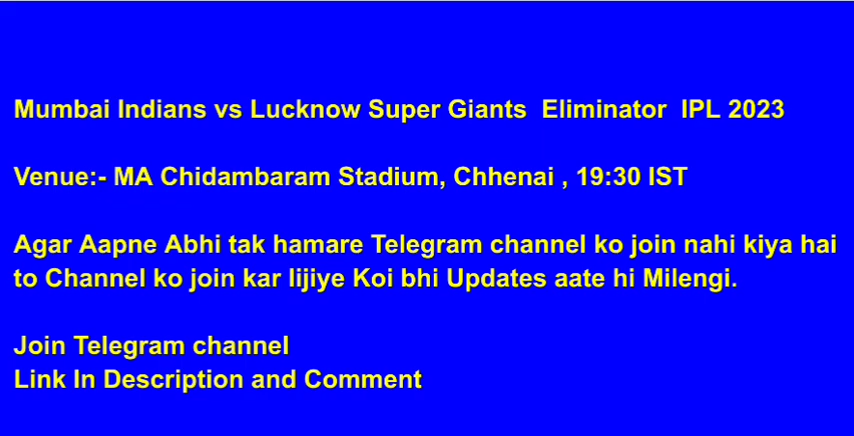 Mumbai Indians vs Lucknow Super Giants  Eliminator  IPL 2023
Venue:- MA Chidambaram Stadium, Chhenai , 19:30 IST
Agar Aapne Abhi tak hamare Telegram channel ko join nahi kiya hai
to Channel ko join kar lijiye Koi bhi Updates aate hi Milengi.
Join Telegram channel
Link In Description and Comment